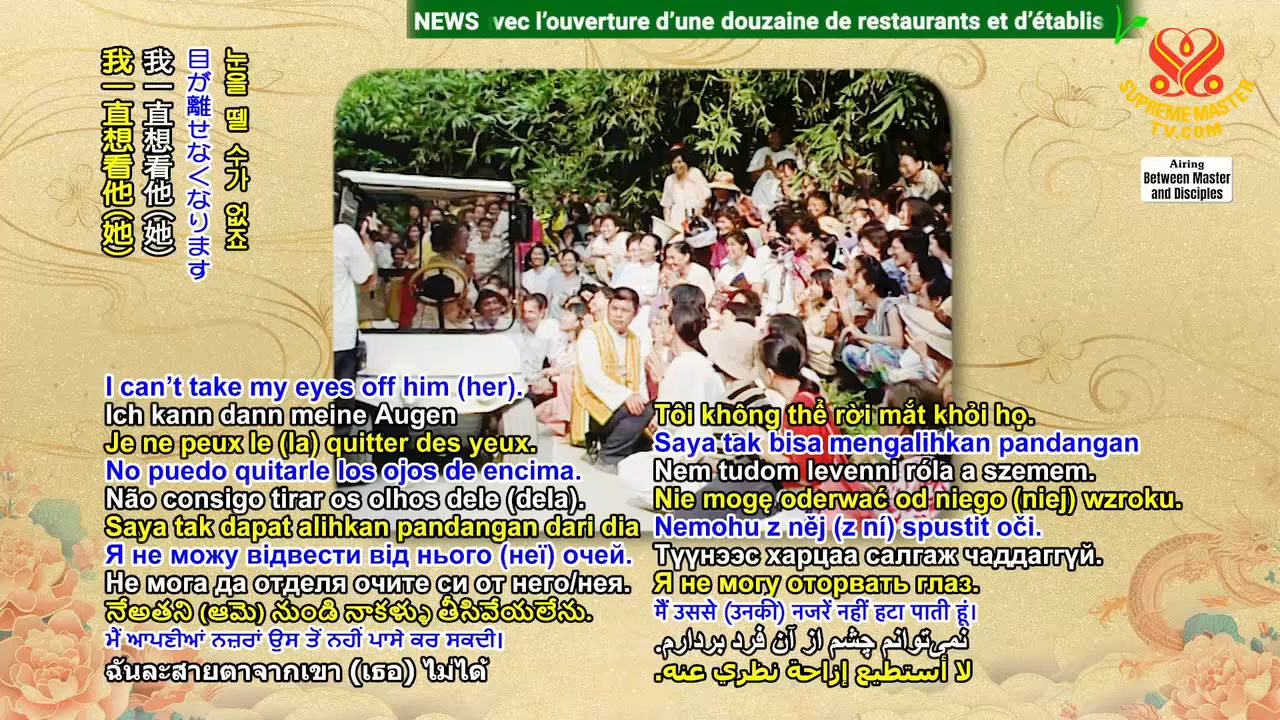 NEWS vec l’ouverture d’une douzaine de restaurants et d’établis
SUPREME MASTER
TV.COM
Airing
Between Master
and Disciples
눈을 뗄 수가 없죠
目が離せなくなります
我一直想看他（她）
我一直想看他（她）
I can’t take my eyes off him (her).
Ich kann dann meine Augen
Je ne peux le (la) quitter des yeux.
No puedo quitarle los ojos de encima.
Não consigo tirar os olhos dele (dela).
Saya tak dapat alihkan pandangan dari dia
Я не можу відвести від нього (неї) очей.
Не мога да отделя очите си от него/нея.
నేఅతని (ఆమె) నుండి నాకళ్ళు తీసివేయలేను.
ਮੈਂ ਆਪਣੀਆਂ ਨਜ਼ਰਾਂ ਉਸ ਤੋਂ ਨਹੀਂ ਪਾਸੇ ਕਰ ਸਕਦੀ।
ฉันละสายตาจากเขา (เธอ) ไม่ได้
Tôi không thể rời mắt khỏi họ.
Saya tak bisa mengalihkan pandangan
Nem tudom levenni róla a szemem.
Nie mogę oderwać od niego (niej) wzroku.
Nemohu z něj (z ní) spustit oči.
Түүнээс харцаа салгаж чаддаггүй.
Я не могу оторвать глаз.
मैं उससे (उनकी) नजरें नहीं हटा पाती हूं।
نمی‌توانم چشم از آن فرد بردارم.
لا أستطيع إزاحة نظري عنه.